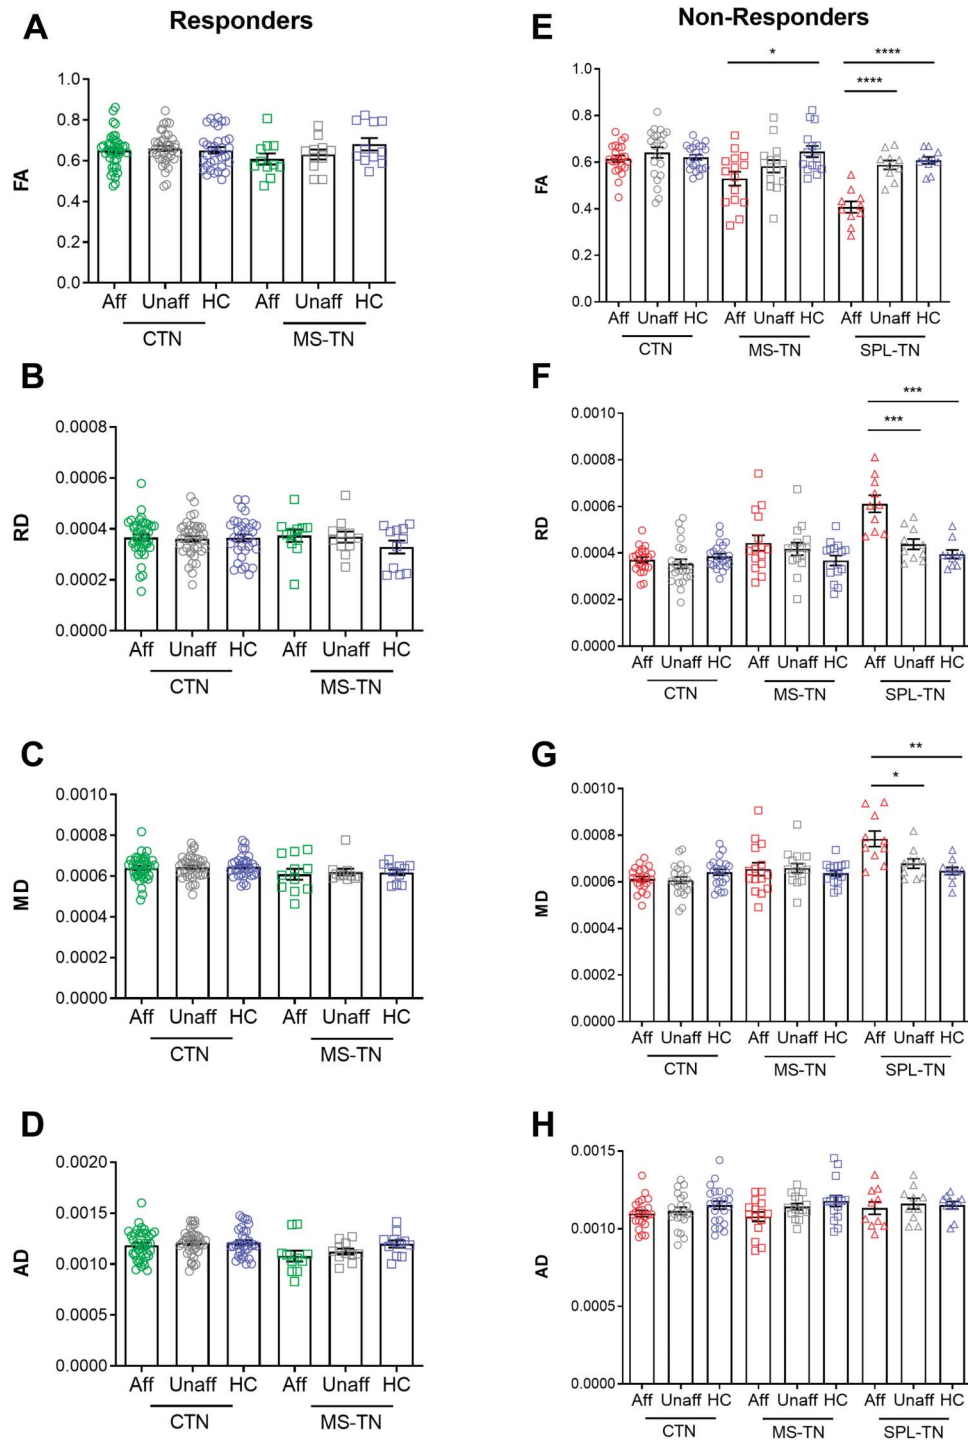 Responders
Non-Responders
A
FA
1.0
0.8
0.6
0.4
0.2
0.0
Aff Unaff HC Aff Unaff HC
CTN MS-TN
B
RD
0.0008
0.0006
0.0004
0.0002
0.0000
Aff Unaff HC Aff Unaff HC
CTN MS-TN
C
MD
0.0010
0.0008
0.0006
0.0004
0.0002
0.0000
Aff Unaff HC Aff Unaff HC
CTN MS-TN
D
AD
0.0020
0.0015
0.0010
0.0005
0.0000
Aff Unaff HC Aff Unaff HC
CTN MS-TN
E
* ****
****
FA
1.0
0.8
0.6
0.4
0.2
0.0
Aff Unaff HC Aff Unaff HC Aff Unaff HC
CTN MS-TN SPL-TN
F
***
***
RD
0.0010
0.0008
0.0006
0.0004
0.0002
0.0000
Aff Unaff HC Aff Unaff HC Aff Unaff HC
CTN MS-TN SPL-TN
G
**
*
MD
0.0010
0.0008
0.0006
0.0004
0.0002
0.0000
Aff Unaff HC Aff Unaff HC Aff Unaff HC
CTN MS-TN SPL-TN
H
AD
0.0015
0.0010
0.0005
0.0000
Aff Unaff HC Aff Unaff HC Aff Unaff HC
CTN MS-TN SPL-TN